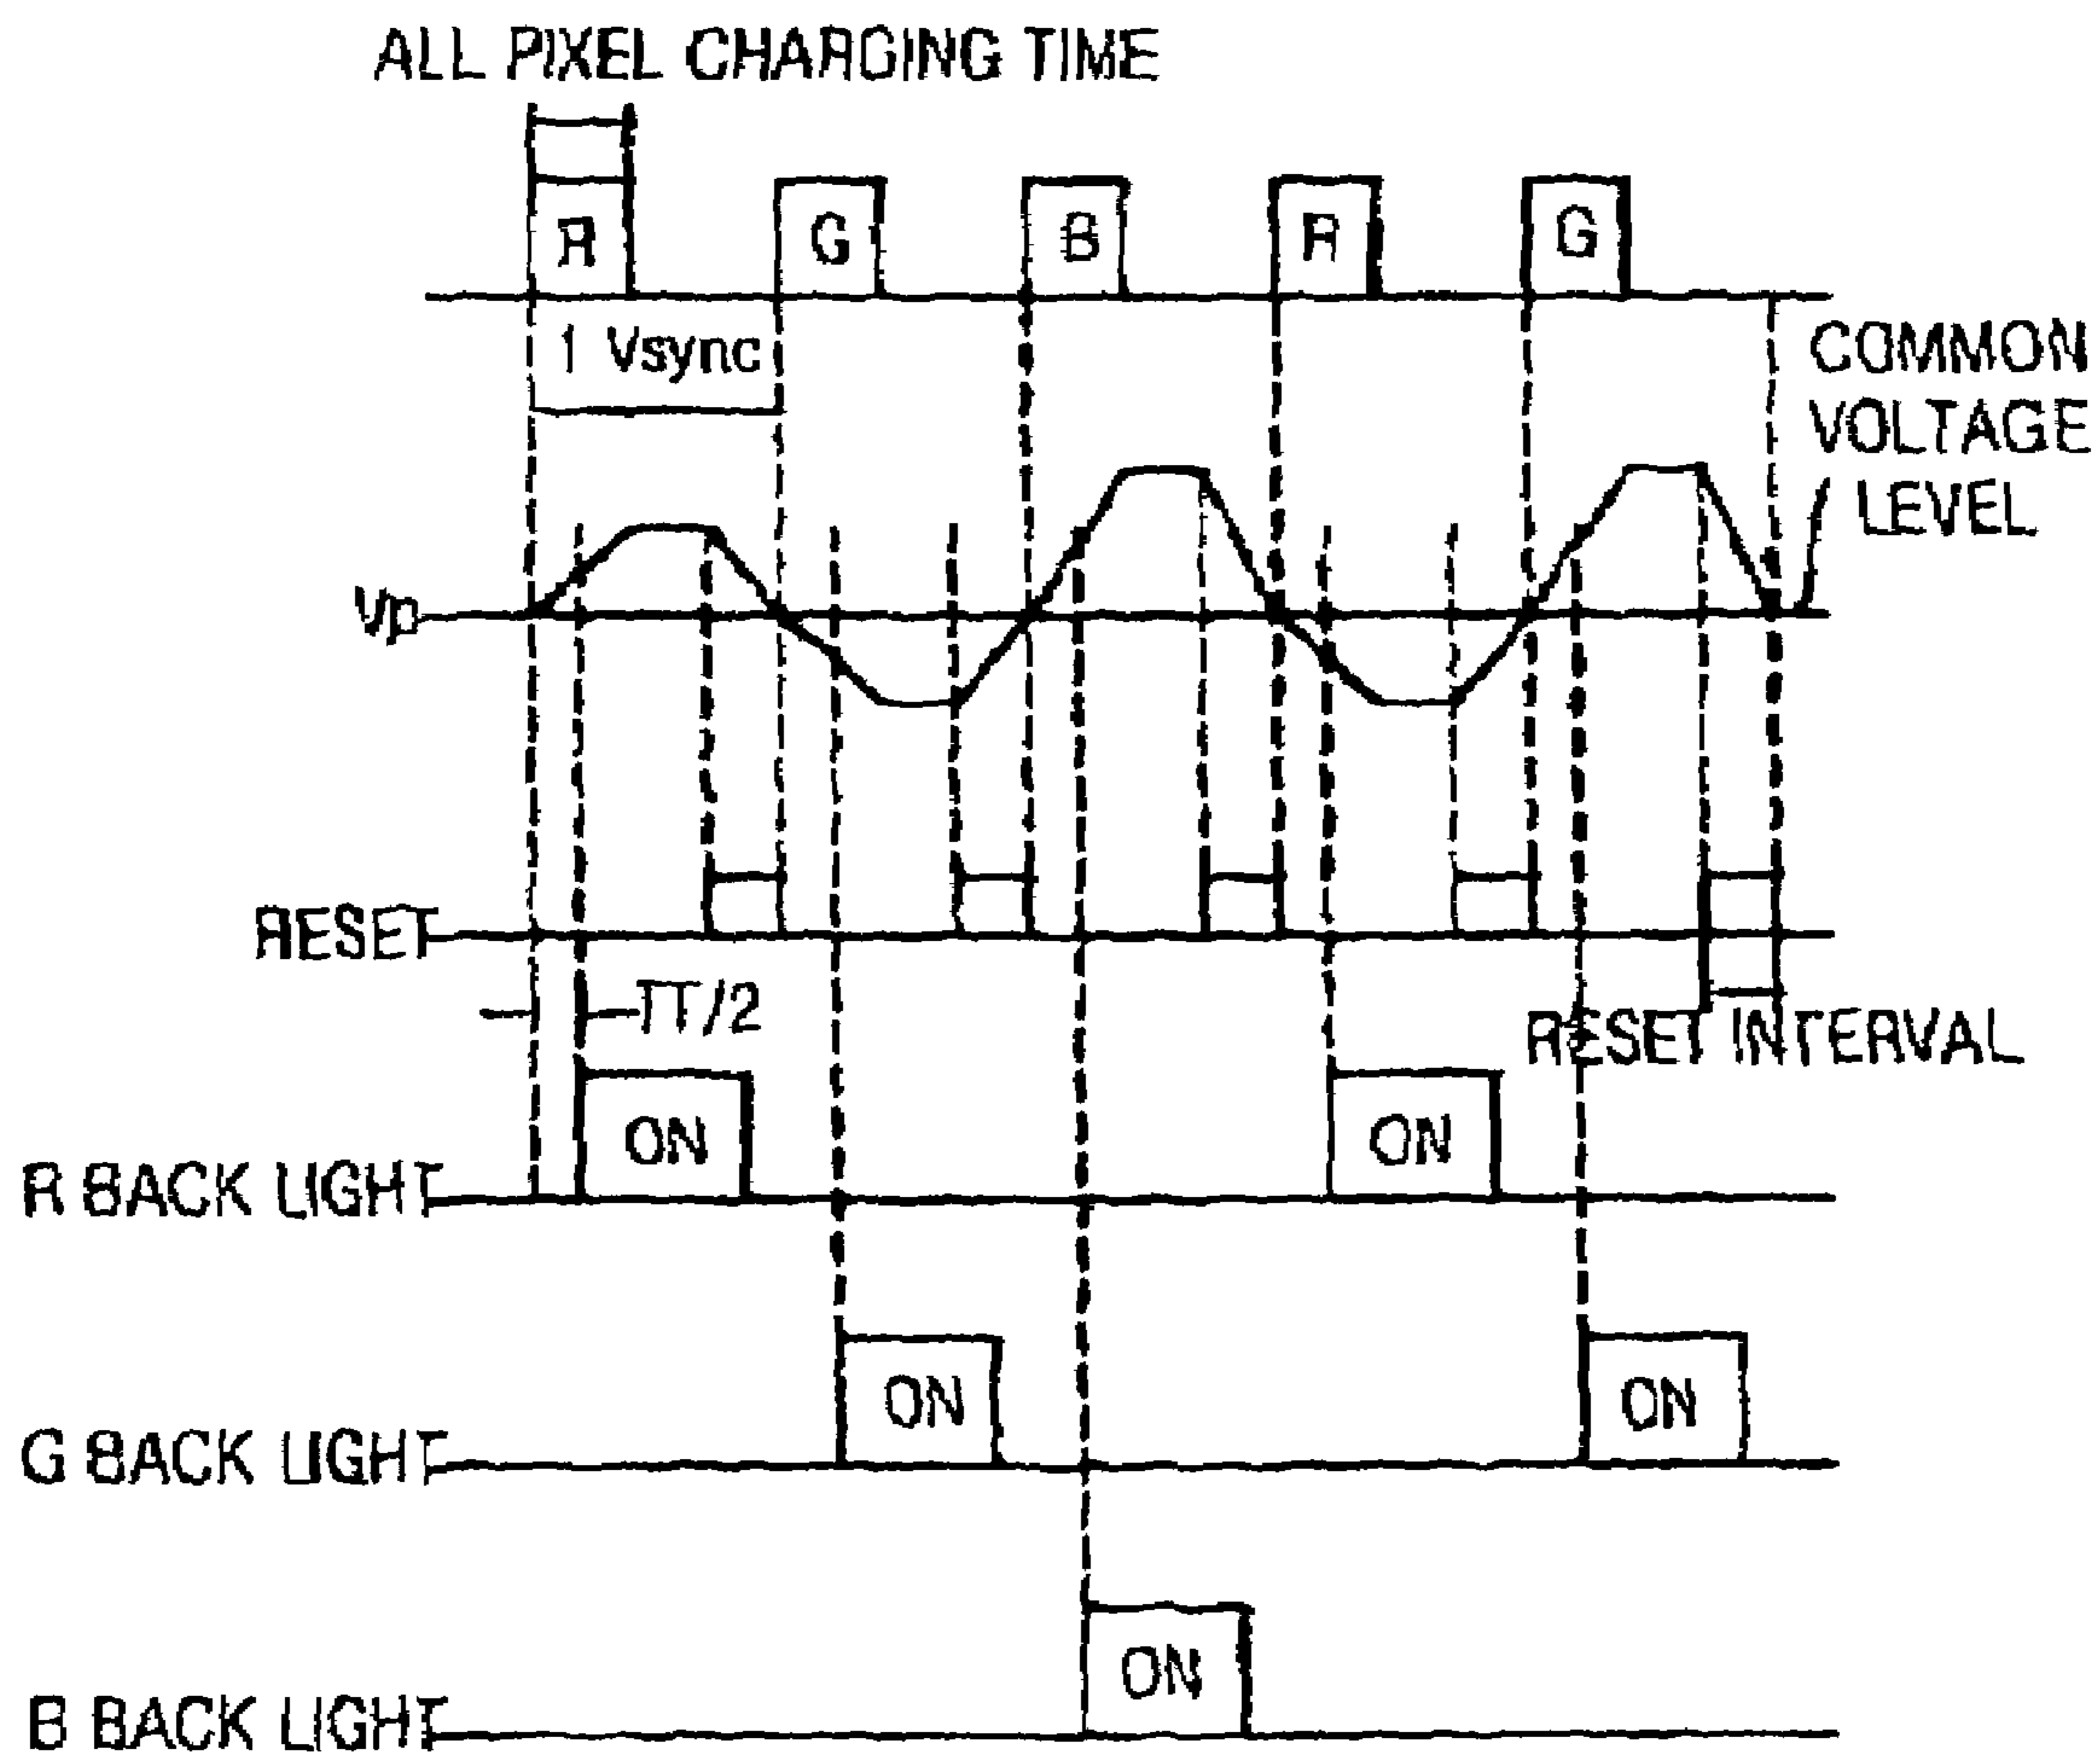 ALL PIXEL CHARGING TIME
R
G
B
R
G
1 Vsync
COMMON
VOLTAGE
LEVEL
Vp
RESET
TT/2
RESET INTERVAL
ON
ON
R BACK LIGHT
ON
ON
G BACK LIGHT
ON
B BACK LIGHT